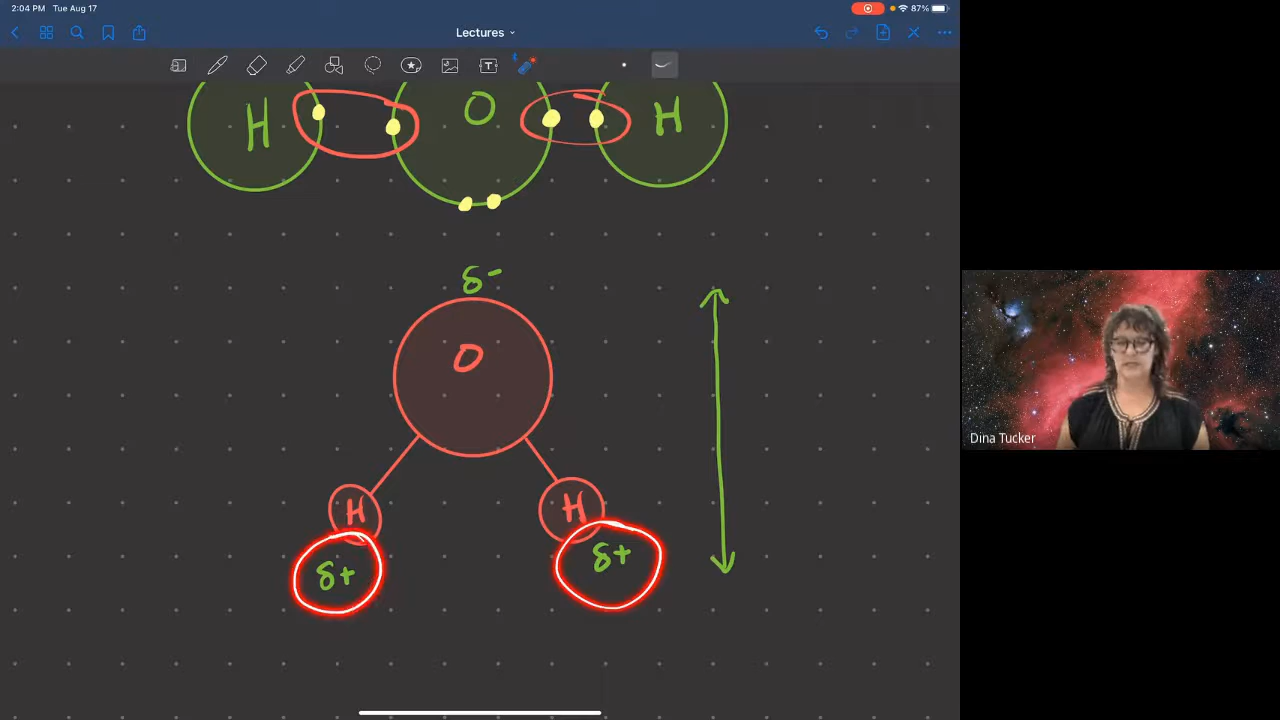 2:04 PM Tue Aug 17
87%
Lectures
T
H O H
δ-
O
H H
δ+ δ+
Dina Tucker